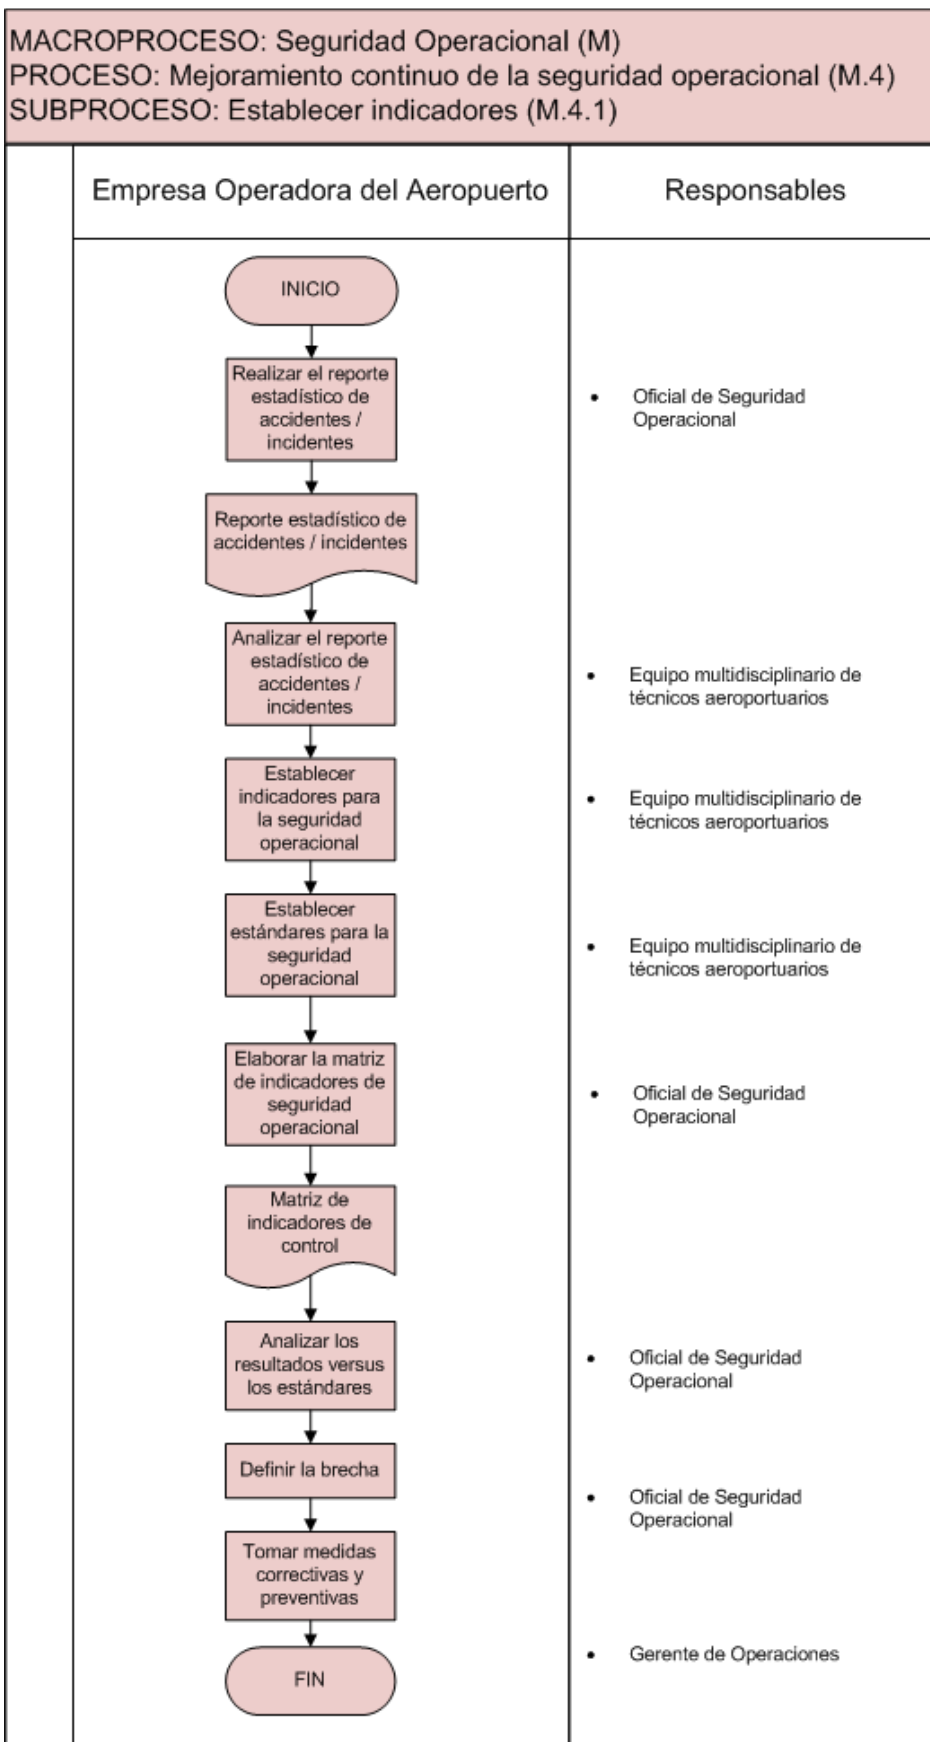 MACROPROCESO: Seguridad Operacional (M)
PROCESO: Mejoramiento continuo de la seguridad operacional (M.4)
SUBPROCESO: Establecer indicadores (M.4.1)
Empresa Operadora del Aeropuerto
Responsables
INICIO
Realizar el reporte
estadístico de
accidentes /
incidentes
• Oficial de Seguridad
Operacional
Reporte estadístico de
accidentes / incidentes
Analizar el reporte
estadístico de
accidentes /
incidentes
• Equipo multidisciplinario de
técnicos aeroportuarios
Establecer
indicadores para
la seguridad
operacional
• Equipo multidisciplinario de
técnicos aeroportuarios
Establecer
estándares para la
seguridad
operacional
• Equipo multidisciplinario de
técnicos aeroportuarios
Elaborar la matriz
de indicadores de
seguridad
operacional
• Oficial de Seguridad
Operacional
Matriz de
indicadores de
control
Analizar los
resultados versus
los estándares
• Oficial de Seguridad
Operacional
Definir la brecha
• Oficial de Seguridad
Operacional
Tomar medidas
correctivas y
preventivas
• Gerente de Operaciones
FIN